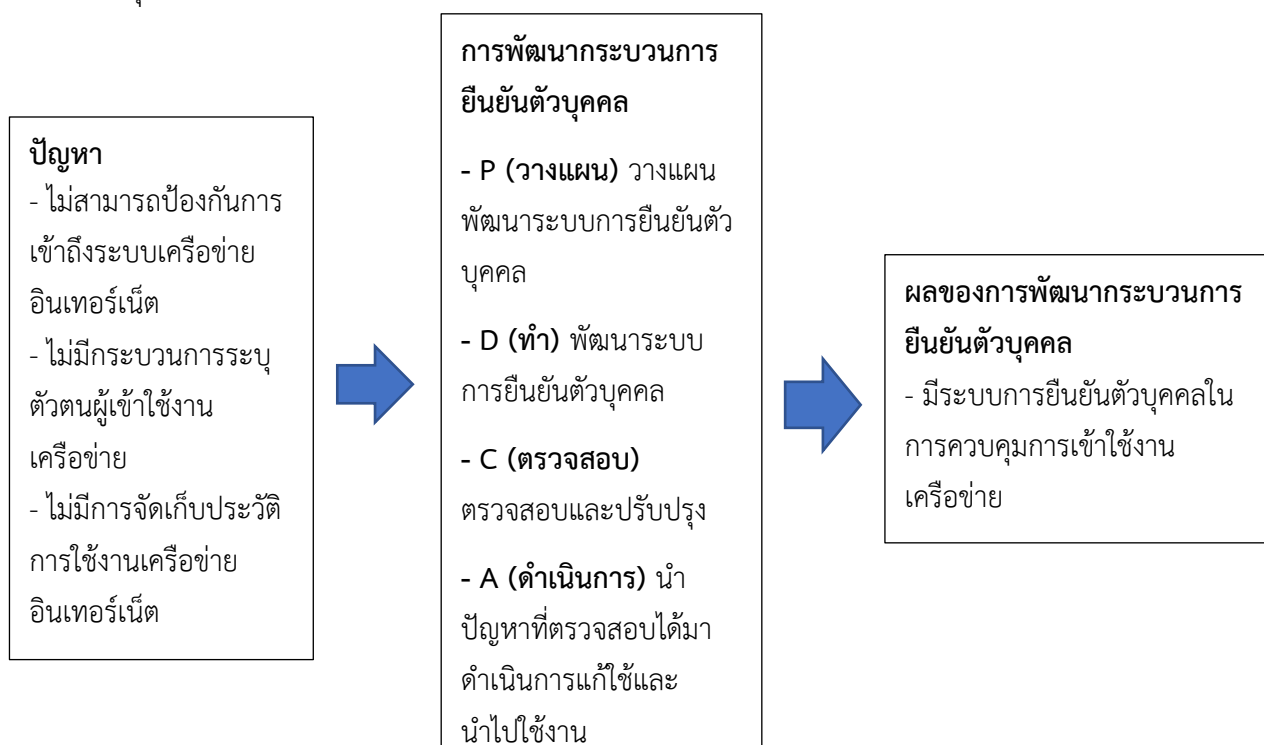 ปัญหา
- ไม่สามารถป้องกันการ
เข้าถึงระบบเครือข่าย
อินเทอร์เน็ต
- ไม่มีกระบวนการระบุ
ตัวตนผู้เข้าใช้งาน
เครือข่าย
- ไม่มีการจัดเก็บประวัติ
การใช้งานเครือข่าย
อินเทอร์เน็ต
การพัฒนากระบวนการ
ยืนยันตัวบุคคล
- P (วางแผน) วางแผน
พัฒนาระบบการยืนยันตัว
บุคคล
- D (ทำ) พัฒนาระบบ
การยืนยันตัวบุคคล
- C (ตรวจสอบ)
ตรวจสอบและปรับปรุง
- A (ดำเนินการ) นำ
ปัญหาที่ตรวจสอบได้มา
ดำเนินการแก้ใช้และ
นำไปใช้งาน
ผลของการพัฒนากระบวนการ
ยืนยันตัวบุคคล
- มีระบบการยืนยันตัวบุคคลใน
การควบคุมการเข้าใช้งาน
เครือข่าย